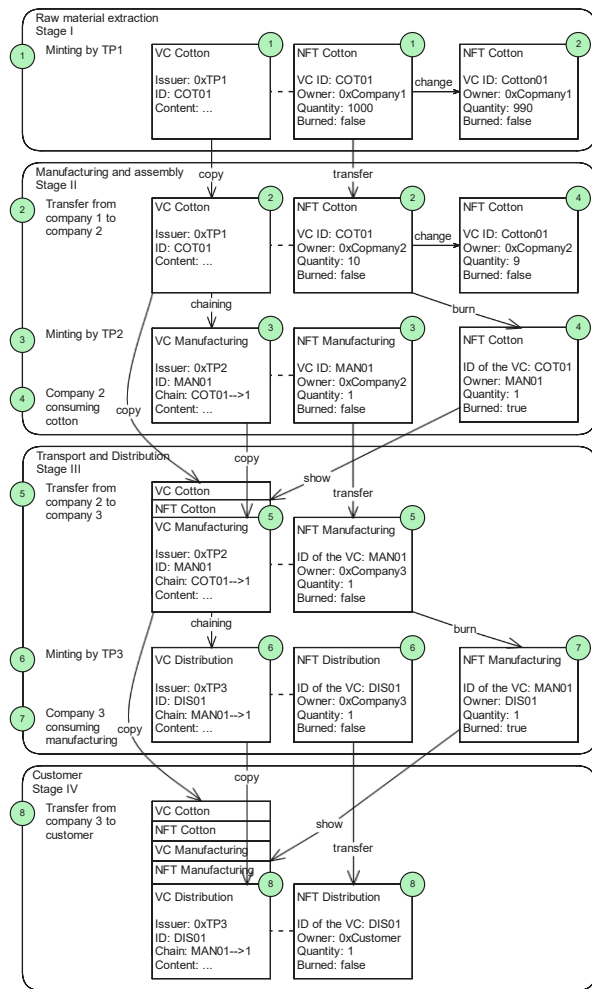 Raw material extraction
Stage I
1
Minting by TP1
VC Cotton
1
Issuer: 0xTP1
ID: COT01
Content: ...
NFT Cotton
1
VC ID: COT01
Owner: 0xCompany1
Quantity: 1000
Burned: false
change
NFT Cotton
2
VC ID: Cotton01
Owner: 0xCopmany1
Quantity: 990
Burned: false
copy
transfer
Manufacturing and assembly
Stage II
2
Transfer from
company 1 to
company 2
VC Cotton
2
Issuer: 0xTP1
ID: COT01
Content: ...
NFT Cotton
2
VC ID: COT01
Owner: 0xCopmany2
Quantity: 10
Burned: false
change
NFT Cotton
4
VC ID: Cotton01
Owner: 0xCopmany2
Quantity: 9
Burned: false
chaining
burn
3
Minting by TP2
4
Company 2
consuming
cotton
VC Manufacturing
3
Issuer: 0xTP2
ID: MAN01
Chain: COT01-->1
Content: ...
NFT Manufacturing
3
VC ID: MAN01
Owner: 0xCompany2
Quantity: 1
Burned: false
NFT Cotton
4
ID of the VC: COT01
Owner: MAN01
Quantity: 1
Burned: true
copy
copy
show
transfer
Transport and Distribution
Stage III
5
Transfer from
company 2 to
company 3
VC Cotton
NFT Cotton
VC Manufacturing
5
Issuer: 0xTP2
ID: MAN01
Chain: COT01-->1
Content: ...
NFT Manufacturing
5
ID of the VC: MAN01
Owner: 0xCompany3
Quantity: 1
Burned: false
chaining
burn
6
Minting by TP3
7
Company 3
consuming
manufacturing
VC Distribution
6
Issuer: 0xTP3
ID: DIS01
Chain: MAN01-->1
Content: ...
NFT Distribution
6
ID of the VC: DIS01
Owner: 0xCompany3
Quantity: 1
Burned: false
NFT Manufacturing
7
ID of the VC: MAN01
Owner: DIS01
Quantity: 1
Burned: true
copy
copy
show
transfer
Customer
Stage IV
8
Transfer from
company 3 to
customer
VC Cotton
NFT Cotton
VC Manufacturing
NFT Manufacturing
VC Distribution
8
Issuer: 0xTP3
ID: DIS01
Chain: MAN01-->1
Content: ...
NFT Distribution
8
ID of the VC: DIS01
Owner: 0xCustomer
Quantity: 1
Burned: false